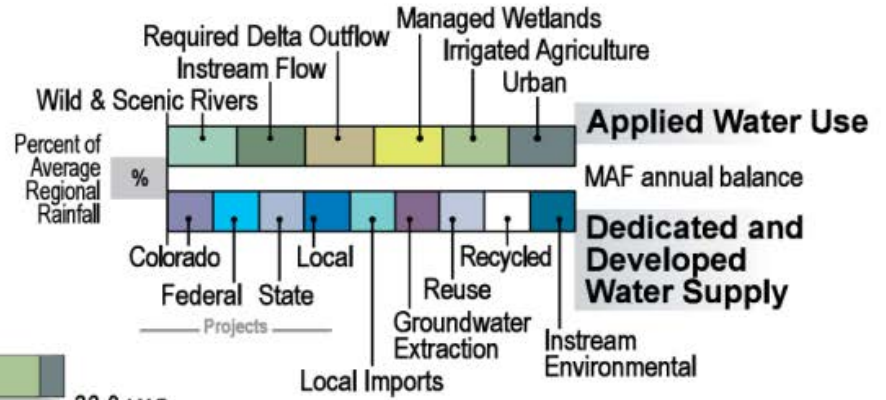 Managed Wetlands
Required Delta Outflow
Irrigated Agriculture
Instream Flow
Urban
Wild & Scenic Rivers
Applied Water Use
Percent of
Average
Regional
Rainfall
%
MAF annual balance
Dedicated and
Developed
Water Supply
Colorado
Local
Recycled
Federal
State
Reuse
Projects
Groundwater
Extraction
Instream
Environmental
Local Imports